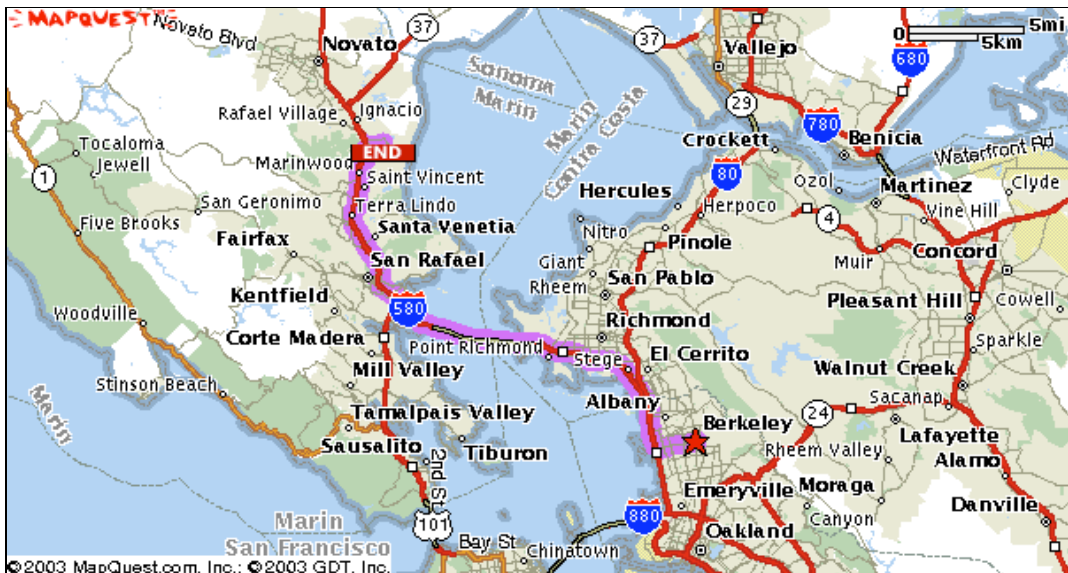 MAPQUEST
Novato Blvd
Novato
37
37
Vallejo
0
5mi
5km
680
Sonoma
Marin
Marin
Contra Costa
Rafael Village
Ignacio
29
780
Crockett
Benicia
Waterfront Rd
Tocaloma
Jewell
END
Marinwood
Saint Vincent
80
1
Hercules
Ozol
Martinez
Clyde
San Geronimo
Terra Lindo
Herpoco
4
Vine Hill
Five Brooks
Santa Venetia
Nitro
Pinole
Fairfax
Muir
Concord
San Rafael
Giant
San Pablo
Kentfield
580
Rheem
Pleasant Hill
Cowell
Woodville
Richmond
Corte Madera
Point Richmond
El Cerrito
Sparkle
Stege
Mill Valley
Walnut Creek
Stinson Beach
Albany
Sacanap
Marin
Tamalpais Valley
Berkeley
24
Sausalito
Tiburon
Rheem Valley
Lafayette
2nd St
Alamo
Emeryville
Moraga
880
Danville
101
Marin
Oakland
Canyon
San Francisco
Bay St
Chinatown
©2003 MapQuest.com, Inc.; ©2003 GDT, Inc.